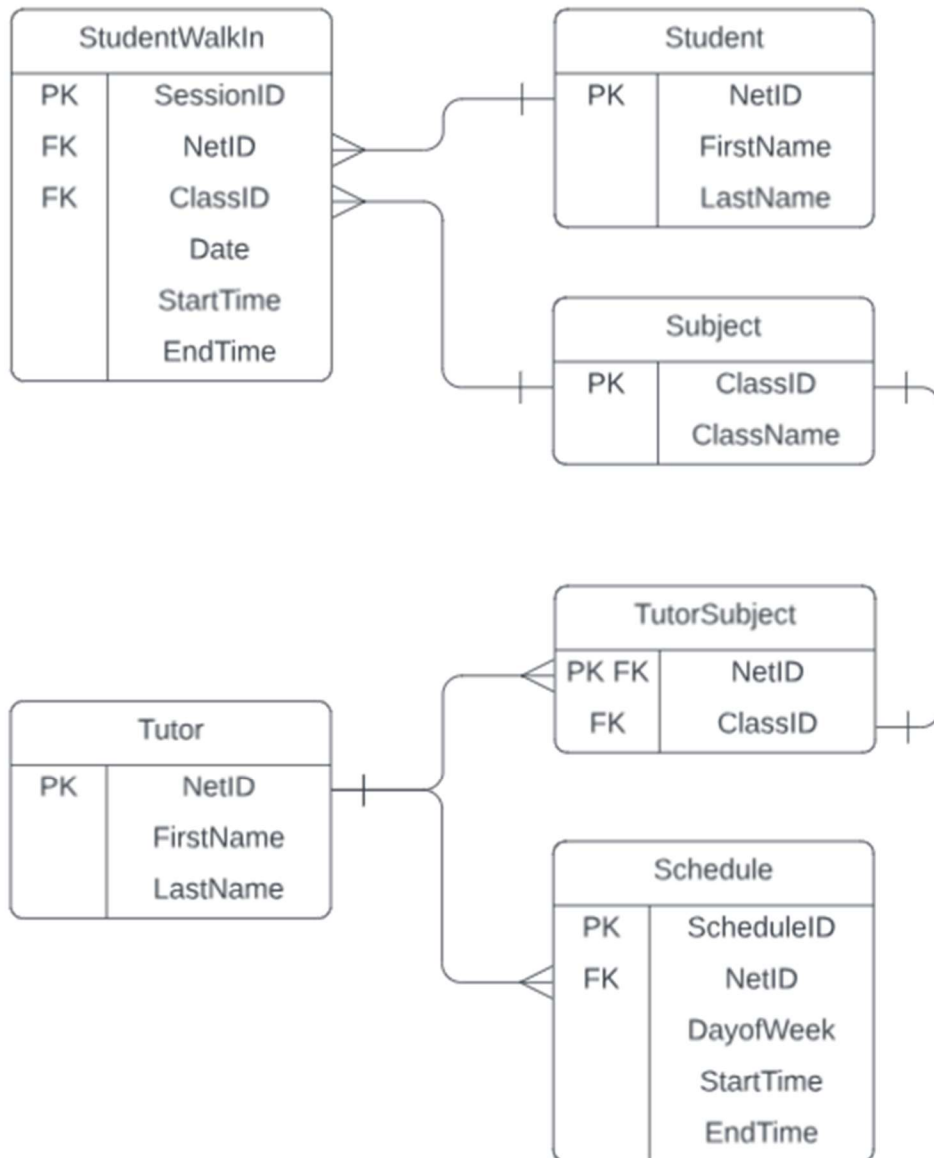 StudentWalkIn
PK SessionID
FK NetID
FK ClassID
Date
StartTime
EndTime
Student
PK NetID
FirstName
LastName
Subject
PK ClassID
ClassName
TutorSubject
PK FK NetID
FK ClassID
Tutor
PK NetID
FirstName
LastName
Schedule
PK ScheduleID
FK NetID
DayofWeek
StartTime
EndTime